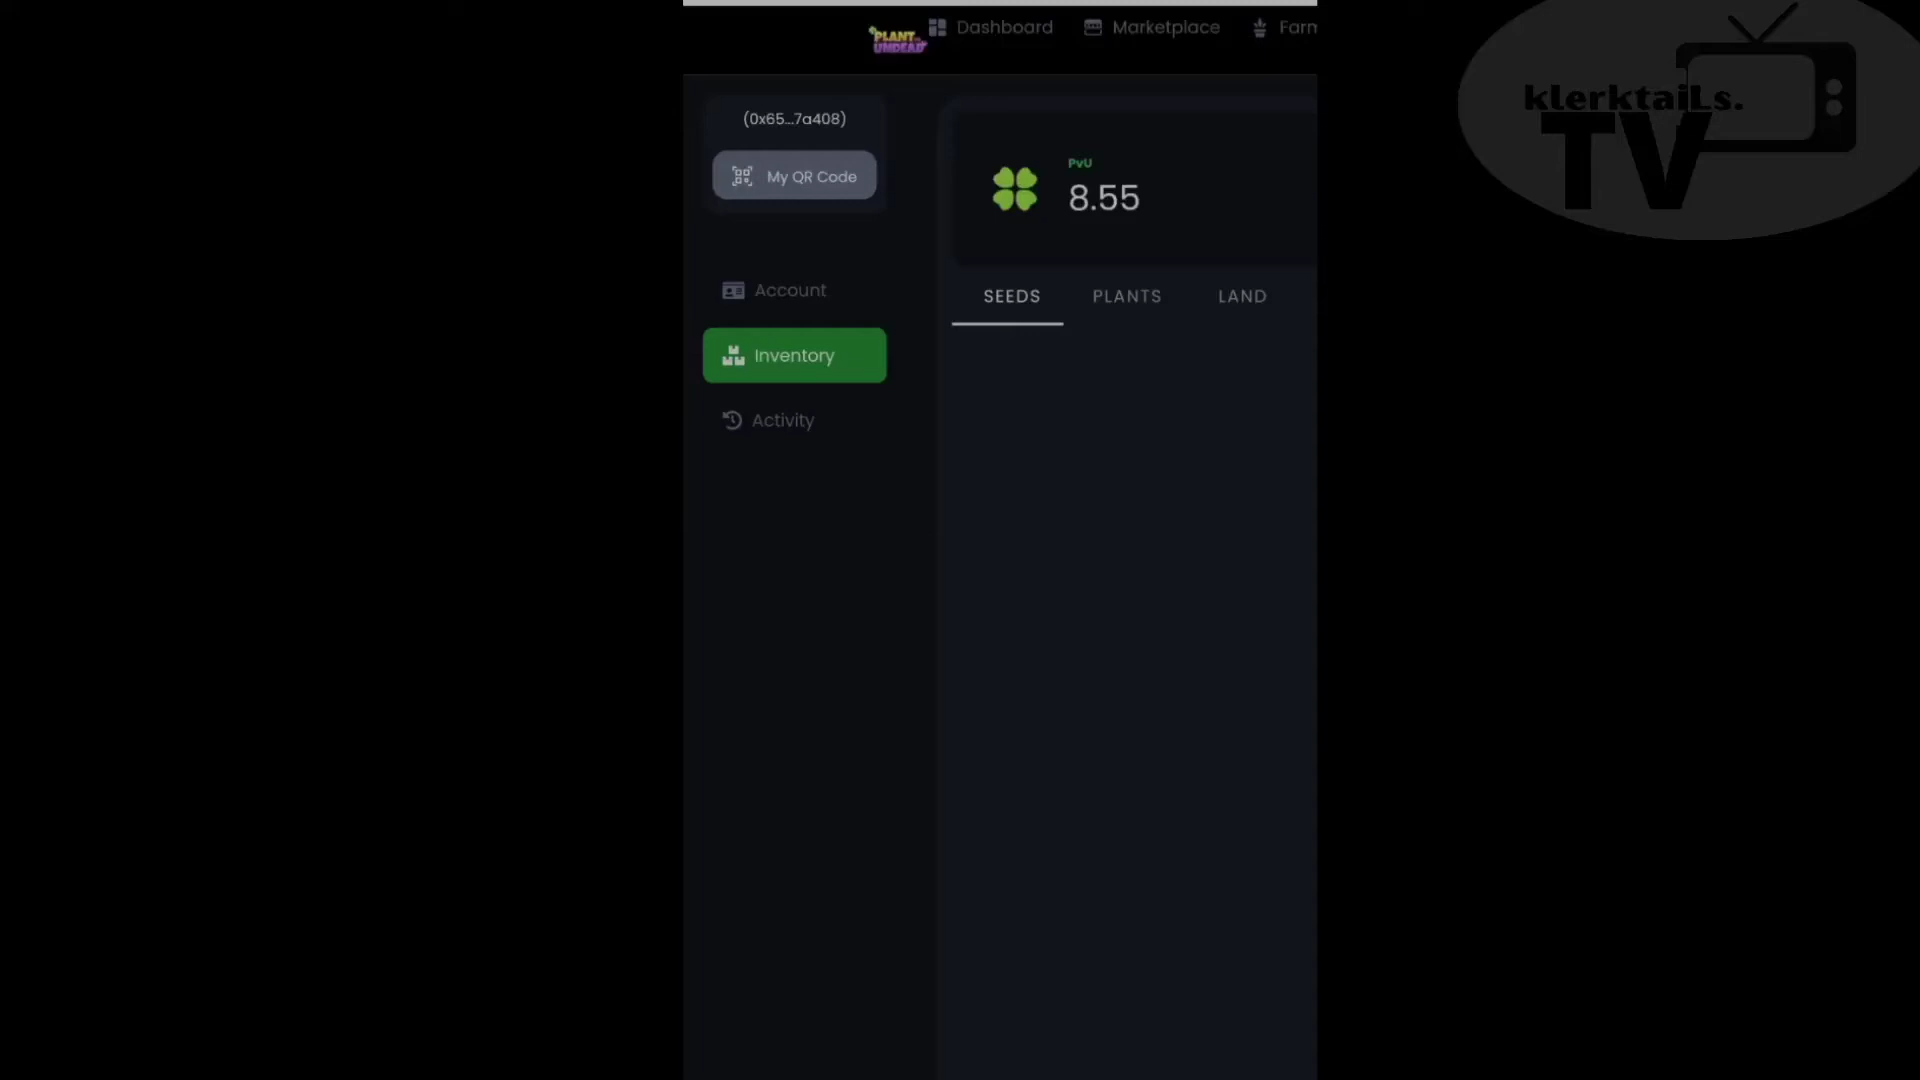 PLANT vs. UNDEAD
Dashboard
Marketplace
Farm
klerktaiLs.
TV
(0x65...7a408)
My QR Code
PvU
8.55
Account
Inventory
Activity
SEEDS
PLANTS
LAND